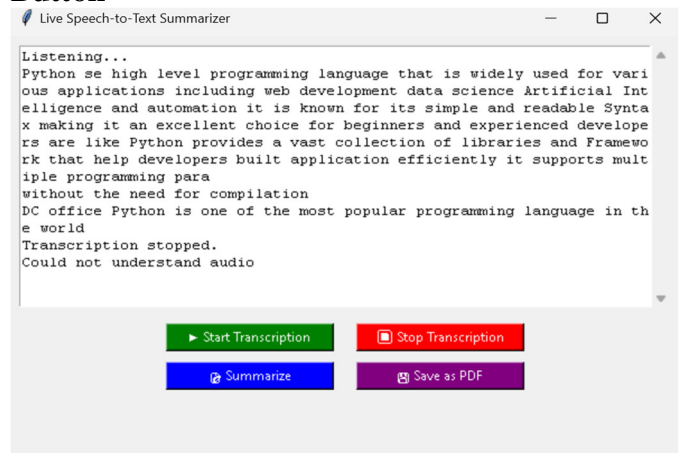 Live Speech-to-Text Summarizer
Listening...
Python se high level programming language that is widely used for vari
ous applications including web development data science Artificial Int
elligence and automation it is known for its simple and readable Synta
x making it an excellent choice for beginners and experienced develope
rs are like Python provides a vast collection of libraries and Framewo
rk that help developers built application efficiently it supports mult
iple programming para
without the need for compilation
DC office Python is one of the most popular programming language in th
e world
Transcription stopped.
Could not understand audio
Start Transcription
Stop Transcription
Summarize
Save as PDF